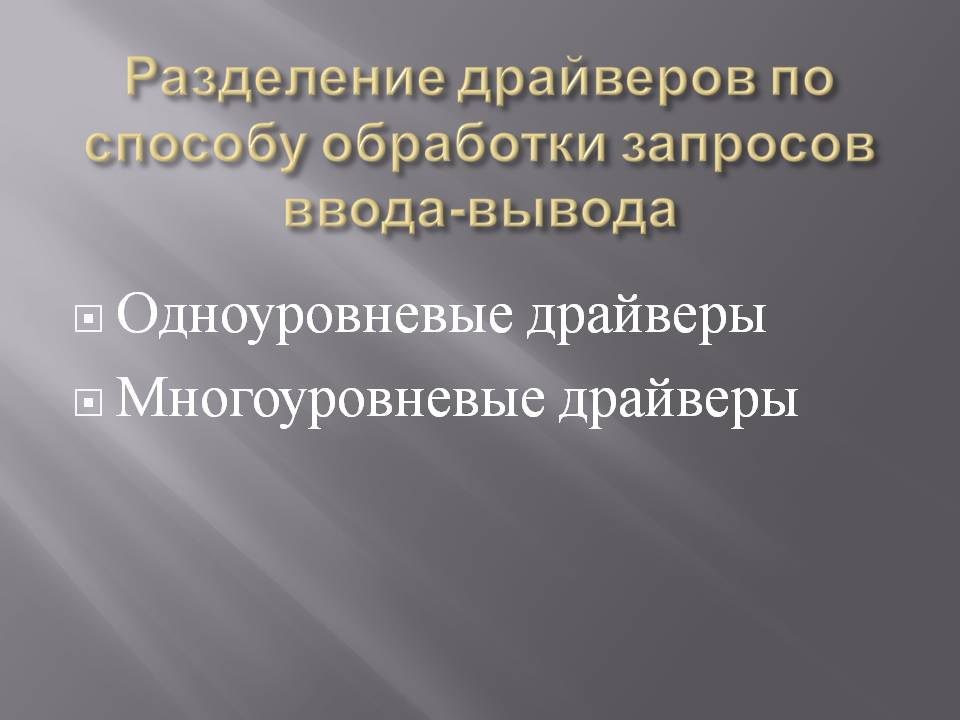 Разделение драйверов по
способу обработки запросов
ввода-вывода
Одноуровневые драйверы
Многоуровневые драйверы